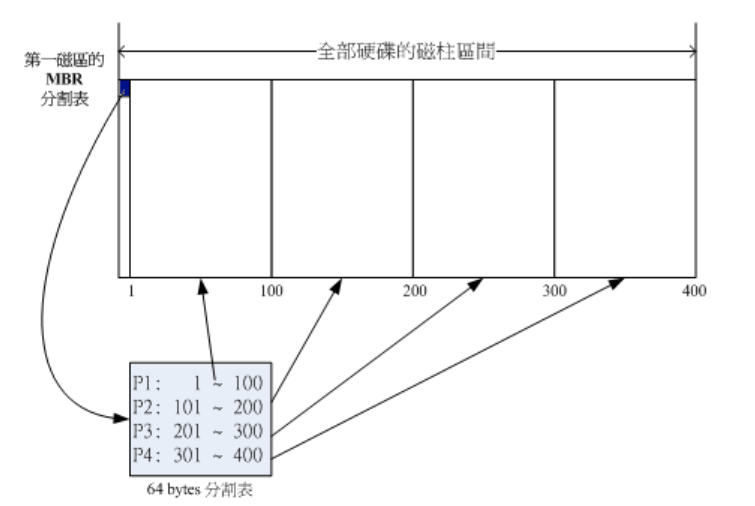 全部硬碟的磁柱區間
第一磁區的
MBR
分割表
1 100 200 300 400
P1: 1 ~ 100
P2: 101 ~ 200
P3: 201 ~ 300
P4: 301 ~ 400
64 bytes 分割表